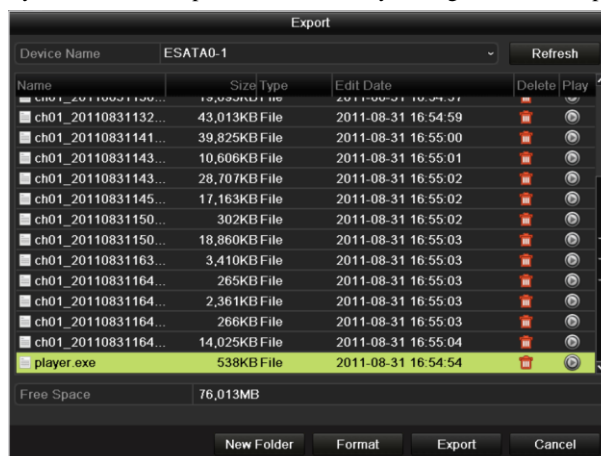 Export
Device Name ESATA0-1 Refresh
Name Size Type Edit Date Delete Play
ch01_20110831132... 43,013KB File 2011-08-31 16:54:59
ch01_20110831141... 39,825KB File 2011-08-31 16:55:00
ch01_20110831143... 10,606KB File 2011-08-31 16:55:01
ch01_20110831143... 28,707KB File 2011-08-31 16:55:02
ch01_20110831145... 17,163KB File 2011-08-31 16:55:02
ch01_20110831150... 302KB File 2011-08-31 16:55:02
ch01_20110831150... 18,860KB File 2011-08-31 16:55:03
ch01_20110831163... 3,410KB File 2011-08-31 16:55:03
ch01_20110831164... 265KB File 2011-08-31 16:55:03
ch01_20110831164... 2,361KB File 2011-08-31 16:55:03
ch01_20110831164... 266KB File 2011-08-31 16:55:03
ch01_20110831164... 14,025KB File 2011-08-31 16:55:04
player.exe 538KB File 2011-08-31 16:54:54
Free Space 76,013MB
New Folder Format Export Cancel